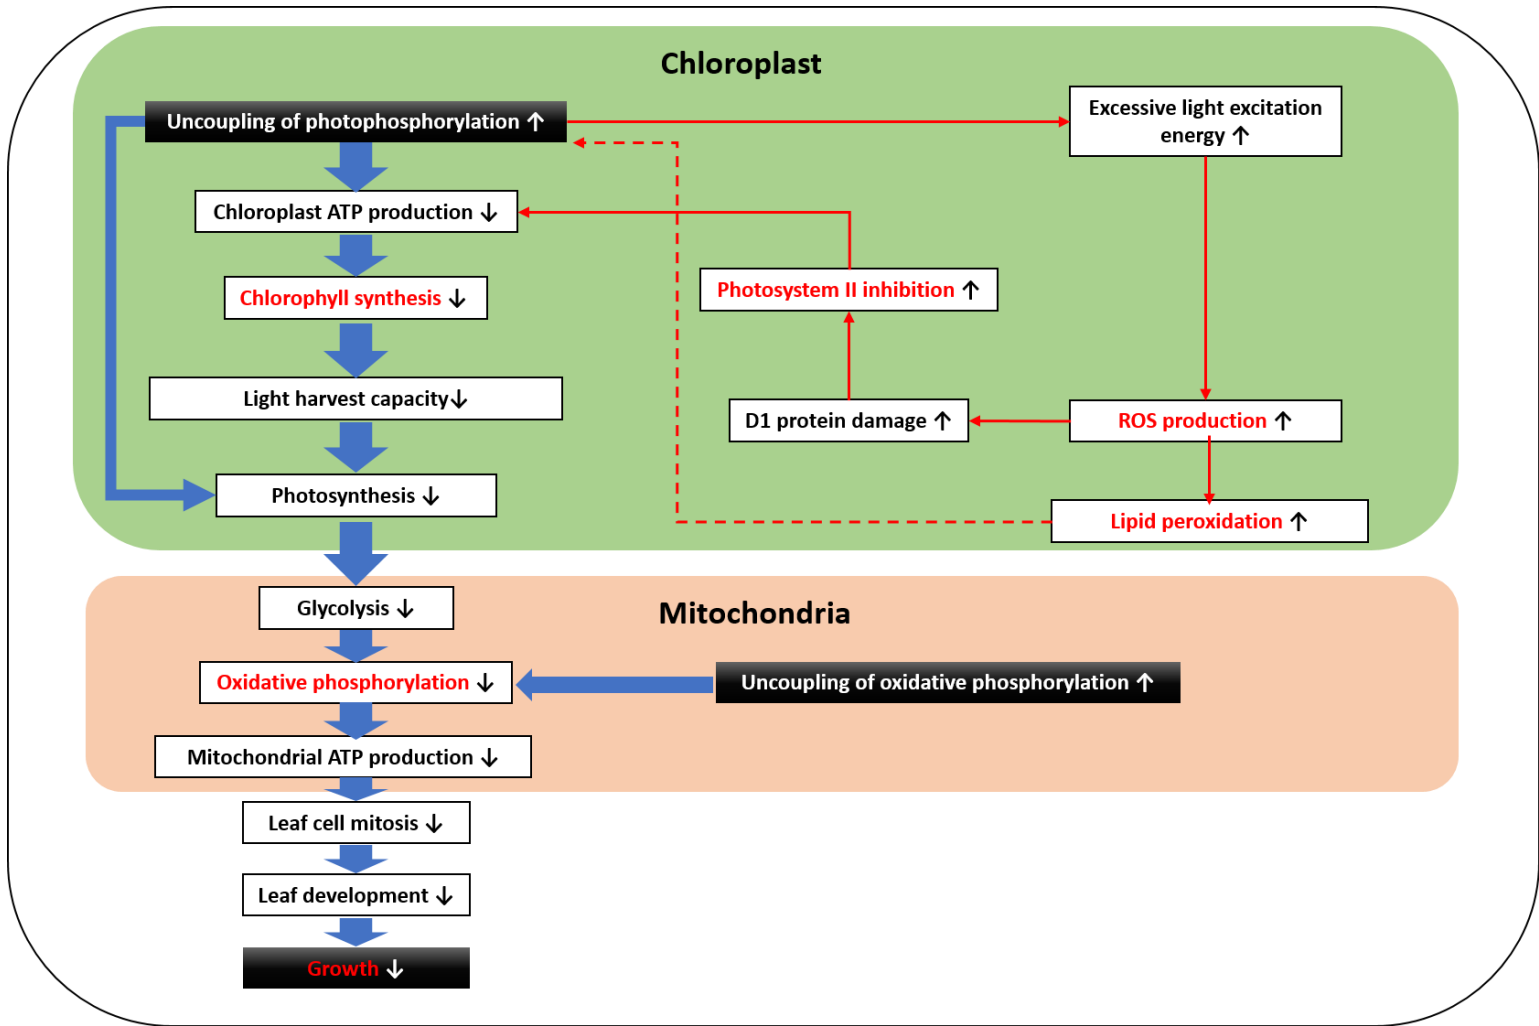 Chloroplast
Uncoupling of photophosphorylation ↑
Excessive light excitation
energy ↑
Chloroplast ATP production ↓
Chlorophyll synthesis ↓
Photosystem II inhibition ↑
Light harvest capacity↓
D1 protein damage ↑
ROS production ↑
Photosynthesis ↓
Lipid peroxidation ↑
Glycolysis ↓
Mitochondria
Oxidative phosphorylation ↓
Uncoupling of oxidative phosphorylation ↑
Mitochondrial ATP production ↓
Leaf cell mitosis ↓
Leaf development ↓
Growth ↓